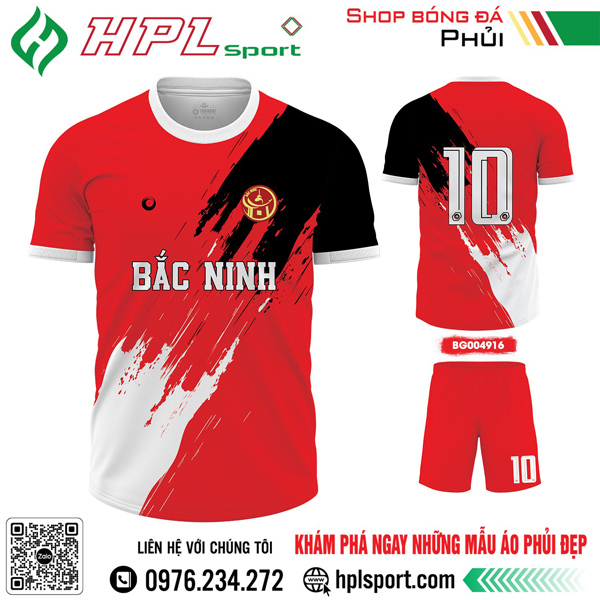 HPL Sport
SHOP BÓNG ĐÁ
PHỦI
10
BẮC NINH
BG004916
10
Zalo
LIÊN HỆ VỚI CHÚNG TÔI
KHÁM PHÁ NGAY NHỮNG MẪU ÁO PHỦI ĐẸP
0976.234.272
hplsport.com